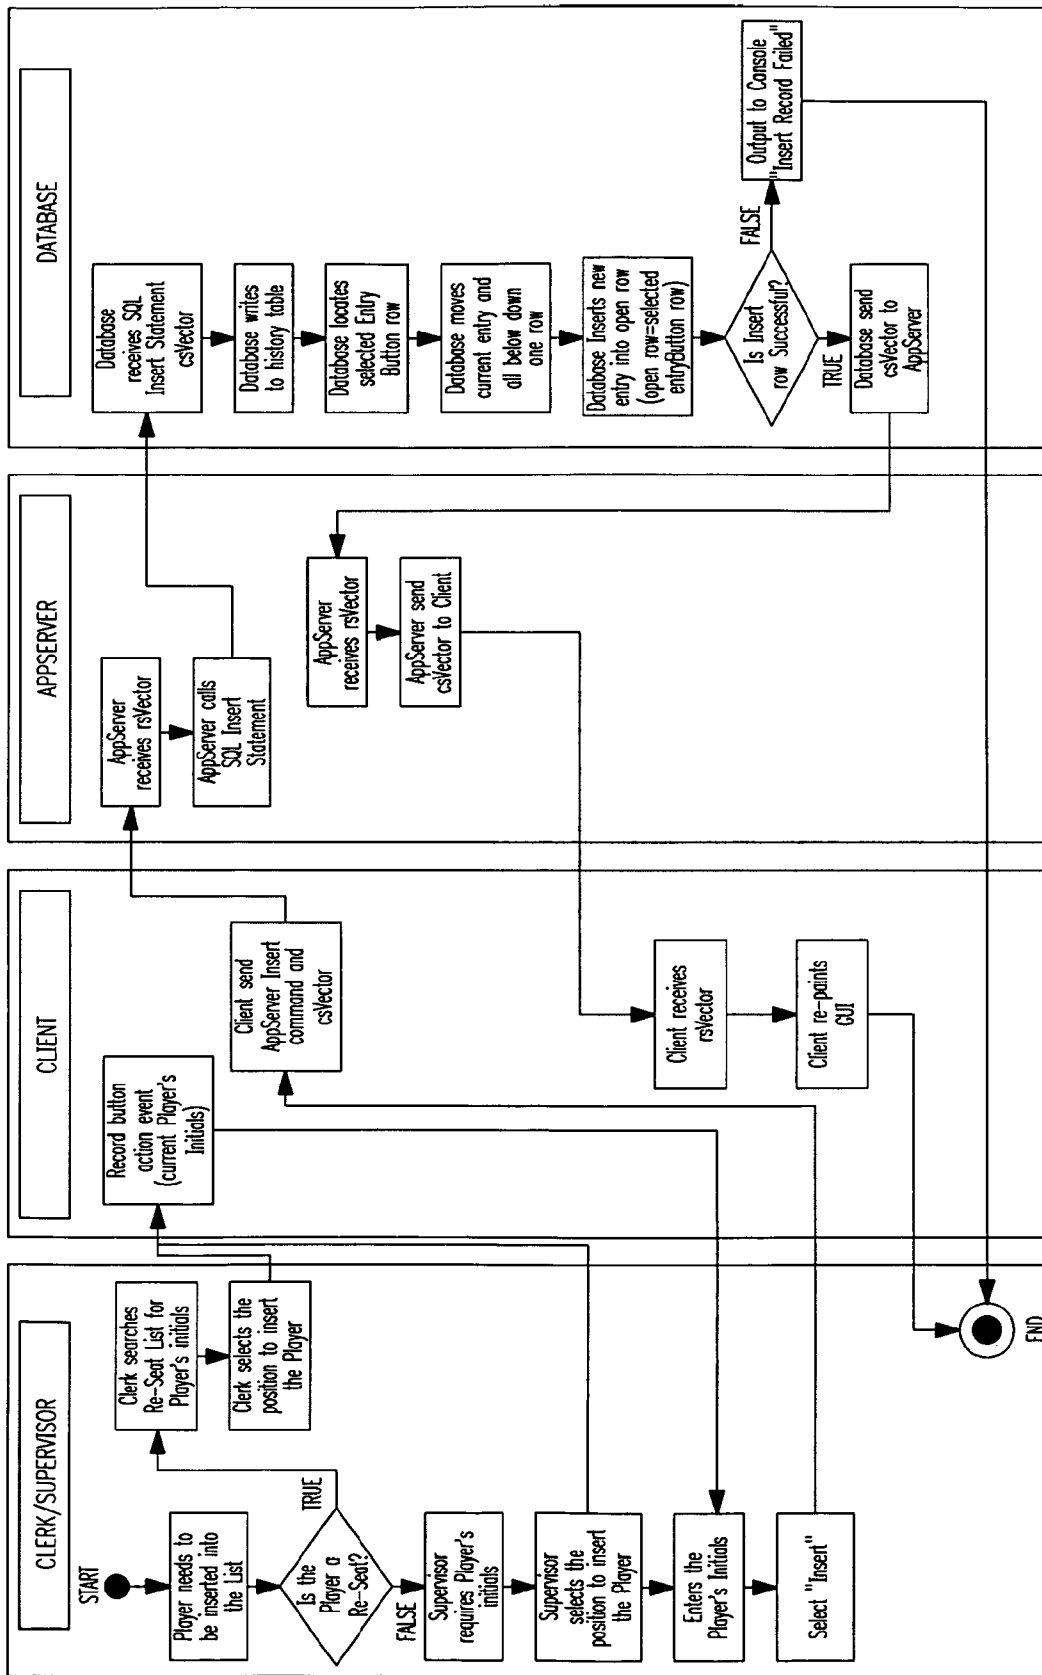 CLERK/SUPERVISOR
START
Player needs to
be inserted into
the List
Is the
Player a
Re-Seat?
TRUE
FALSE
Clerk searches
Re-Seat List for
Player's initials
Clerk selects the
position to insert
the Player
Supervisor
requires Player's
initials
Supervisor
selects the
position to insert
the Player
Enters the
Player's Initials
Select "Insert"
END
CLIENT
Record button
action event
(current Player's
Initials)
Client send
AppServer Insert
command and
csVector
Client receives
rsVector
Client re-paints
GUI
APPSERVER
AppServer
receives rsVector
AppServer calls
SQL Insert
Statement
AppServer
receives rsVector
AppServer send
csVector to Client
DATABASE
Database
receives SQL
Insert Statement
csVector
Database writes
to history table
Database locates
selected Entry
Button row
Database moves
current entry and
all below down
one row
Database Inserts new
entry into open row
(open row=selected
entryButton row)
Is Insert
row Successful?
FALSE
TRUE
Output to Console
"Insert Record Failed"
Database send
csVector to
AppServer